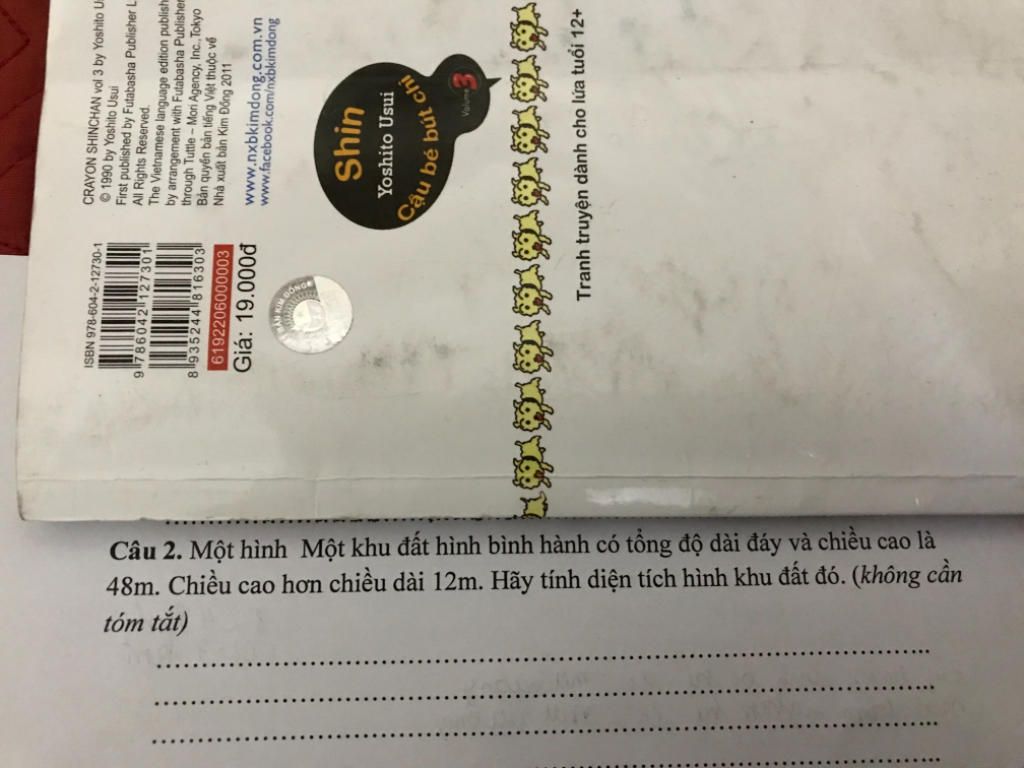 CRAYON SHINCHAN vol 3 by Yoshito Us
© 1990 by Yoshito Usui
First published by Futabasha Publisher L
All Rights Reserved.
The Vietnamese language edition publish
by arrangement with Futabasha Publisher
through Tuttle – Mori Agency, Inc., Tokyo
Bản quyền bản tiếng Việt thuộc về
Nhà xuất bản Kim Đồng 2011
www.nxbkimdong.com.vn
www.facebook.com/nxbkimdong
ISBN 978-604-2-12730-1
9 786042 127301
8 935244 816303
6192206000003
Giá: 19.000đ
Shin
Yoshito Usui
Cậu bé bút chì
Volume 3
Tranh truyện dành cho lứa tuổi 12+
Câu 2. Một hình Một khu đất hình bình hành có tổng độ dài đáy và chiều cao là
48m. Chiều cao hơn chiều dài 12m. Hãy tính diện tích hình khu đất đó. (không cần
tóm tắt)